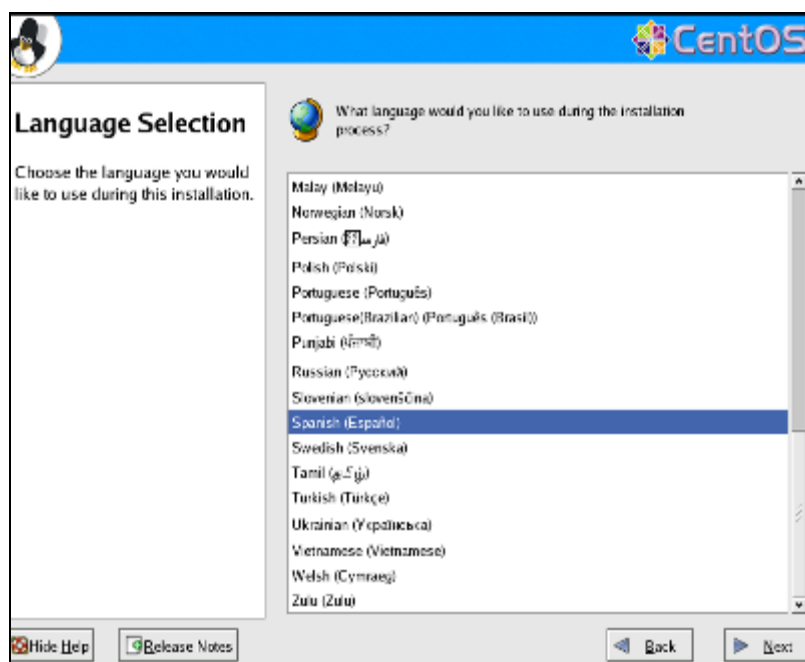 CentOS
Language Selection
Choose the language you would
like to use during this installation.
What language would you like to use during the installation
process?
Malay (Melayu)
Norwegian (Norsk)
Persian
Polish (Polski)
Portuguese (Português)
Portuguese(Brazilian) (Português (Brasil))
Punjabi (ਪੰਜਾਬੀ)
Russian (Русский)
Slovenian (slovenščina)
Spanish (Español)
Swedish (Svenska)
Tamil
Turkish (Türkçe)
Ukrainian (Українська)
Vietnamese (Vietnamese)
Welsh (Cymraeg)
Zulu (Zulu)
Hide Help
Release Notes
Back
Next